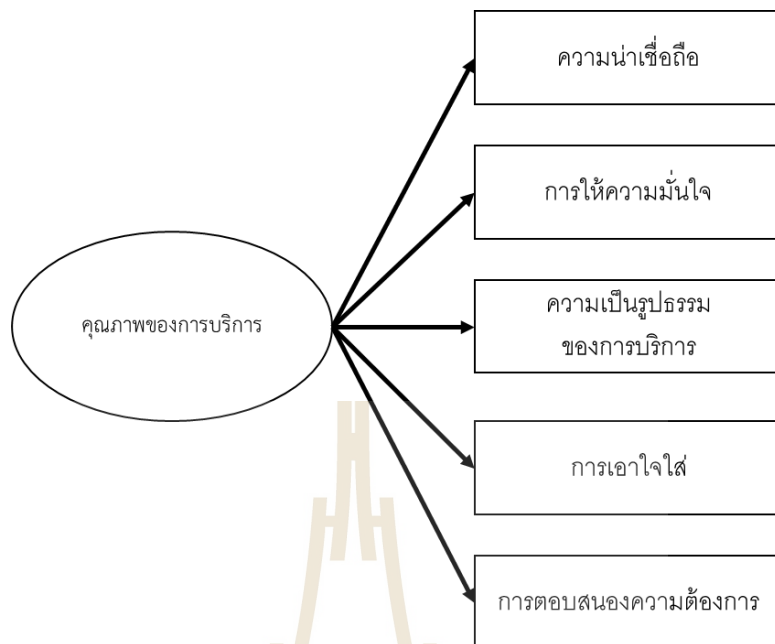 ความน่าเชื่อถือ
การให้ความมั่นใจ
คุณภาพของการบริการ
ความเป็นรูปธรรม
ของการบริการ
การเอาใจใส่
การตอบสนองความต้องการ